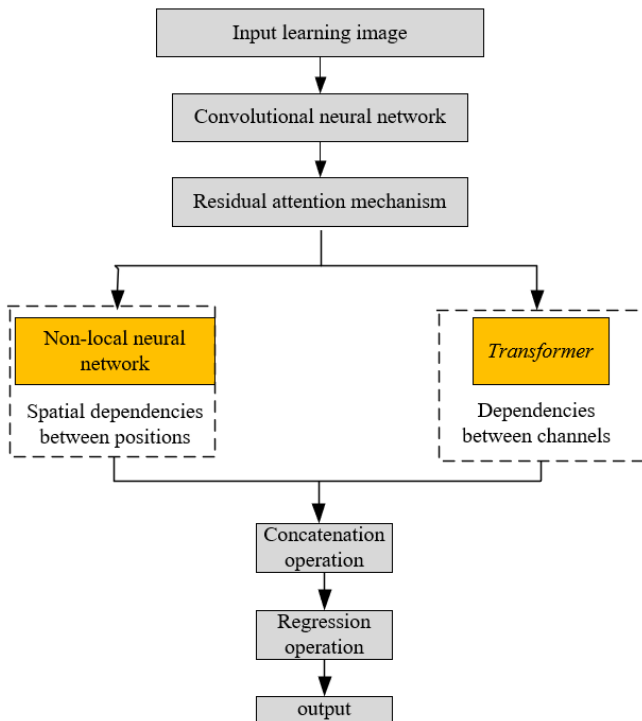 Input learning image
Convolutional neural network
Residual attention mechanism
Non-local neural
network
Spatial dependencies
between positions
Transformer
Dependencies
between channels
Concatenation
operation
Regression
operation
output